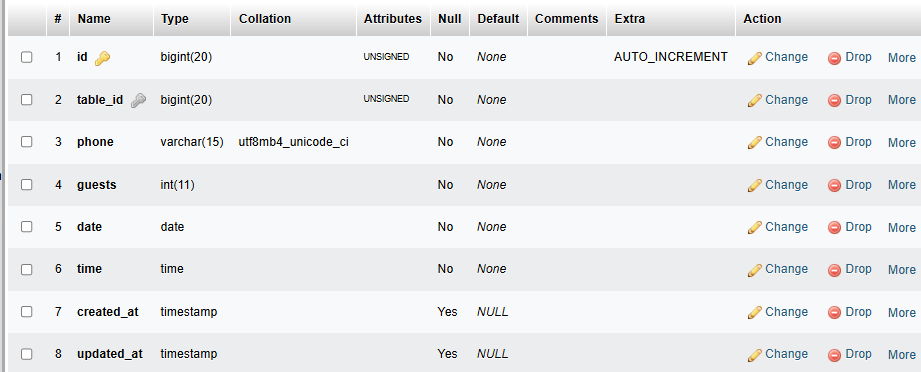 # Name Type Collation Attributes Null Default Comments Extra Action
1 id bigint(20) UNSIGNED No None AUTO_INCREMENT Change Drop More
2 table_id bigint(20) UNSIGNED No None Change Drop More
3 phone varchar(15) utf8mb4_unicode_ci No None Change Drop More
4 guests int(11) No None Change Drop More
5 date date No None Change Drop More
6 time time No None Change Drop More
7 created_at timestamp Yes NULL Change Drop More
8 updated_at timestamp Yes NULL Change Drop More